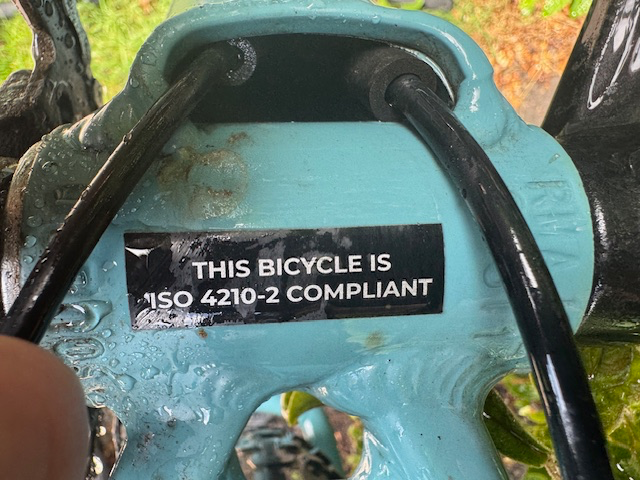 THIS BICYCLE IS
ISO 4210-2 COMPLIANT